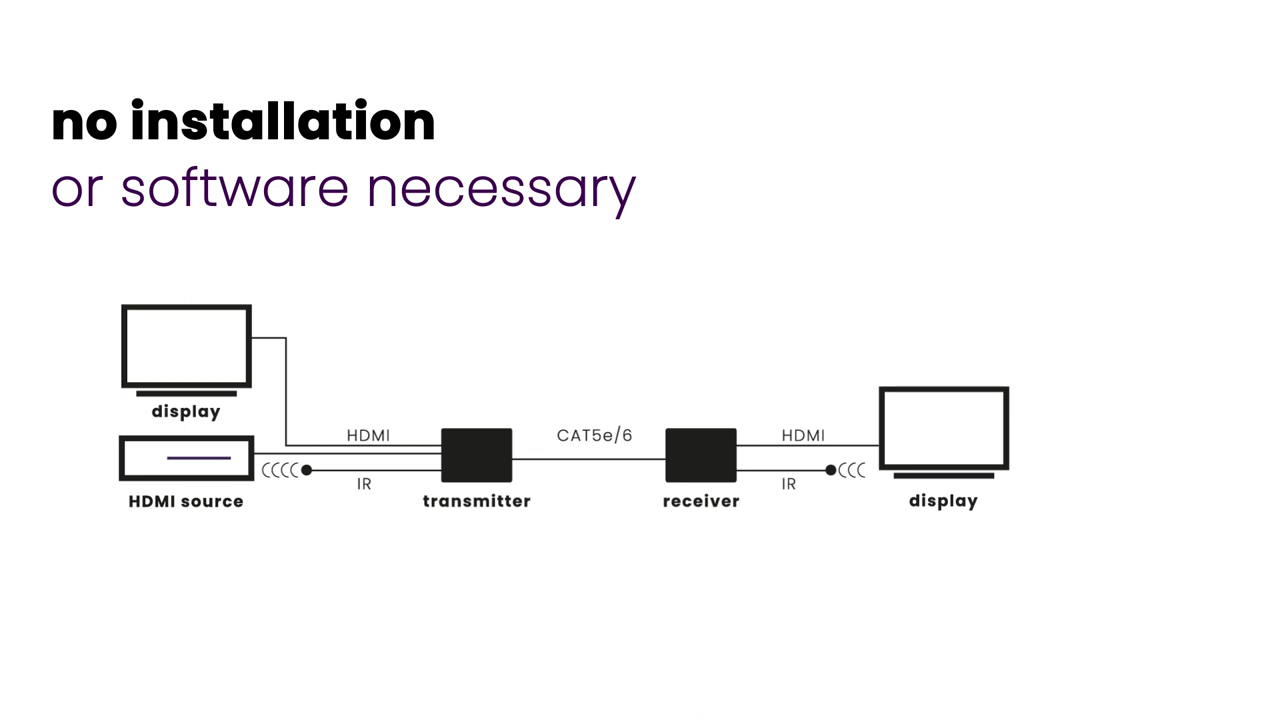 no installation
or software necessary
display
HDMI
CAT5e/6
HDMI
IR
IR
HDMI source
transmitter
receiver
display